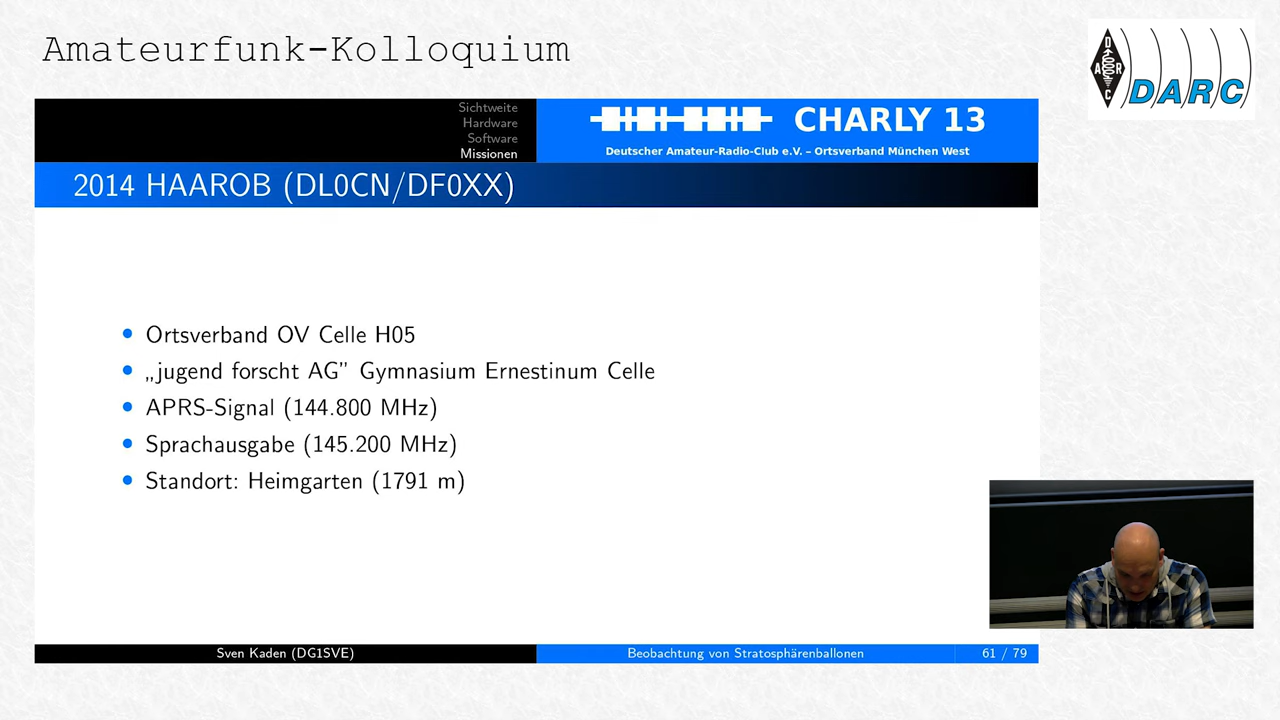 Amateurfunk-Kolloquium
DARC
DARC
Sichtweite
Hardware
Software
Missionen
CHARLY 13
Deutscher Amateur-Radio-Club e.V. – Ortsverband München West
2014 HAAROB (DL0CN/DF0XX)
• Ortsverband OV Celle H05
• „jugend forscht AG” Gymnasium Ernestinum Celle
• APRS-Signal (144.800 MHz)
• Sprachausgabe (145.200 MHz)
• Standort: Heimgarten (1791 m)
Sven Kaden (DG1SVE)
Beobachtung von Stratosphärenballonen
61 / 79